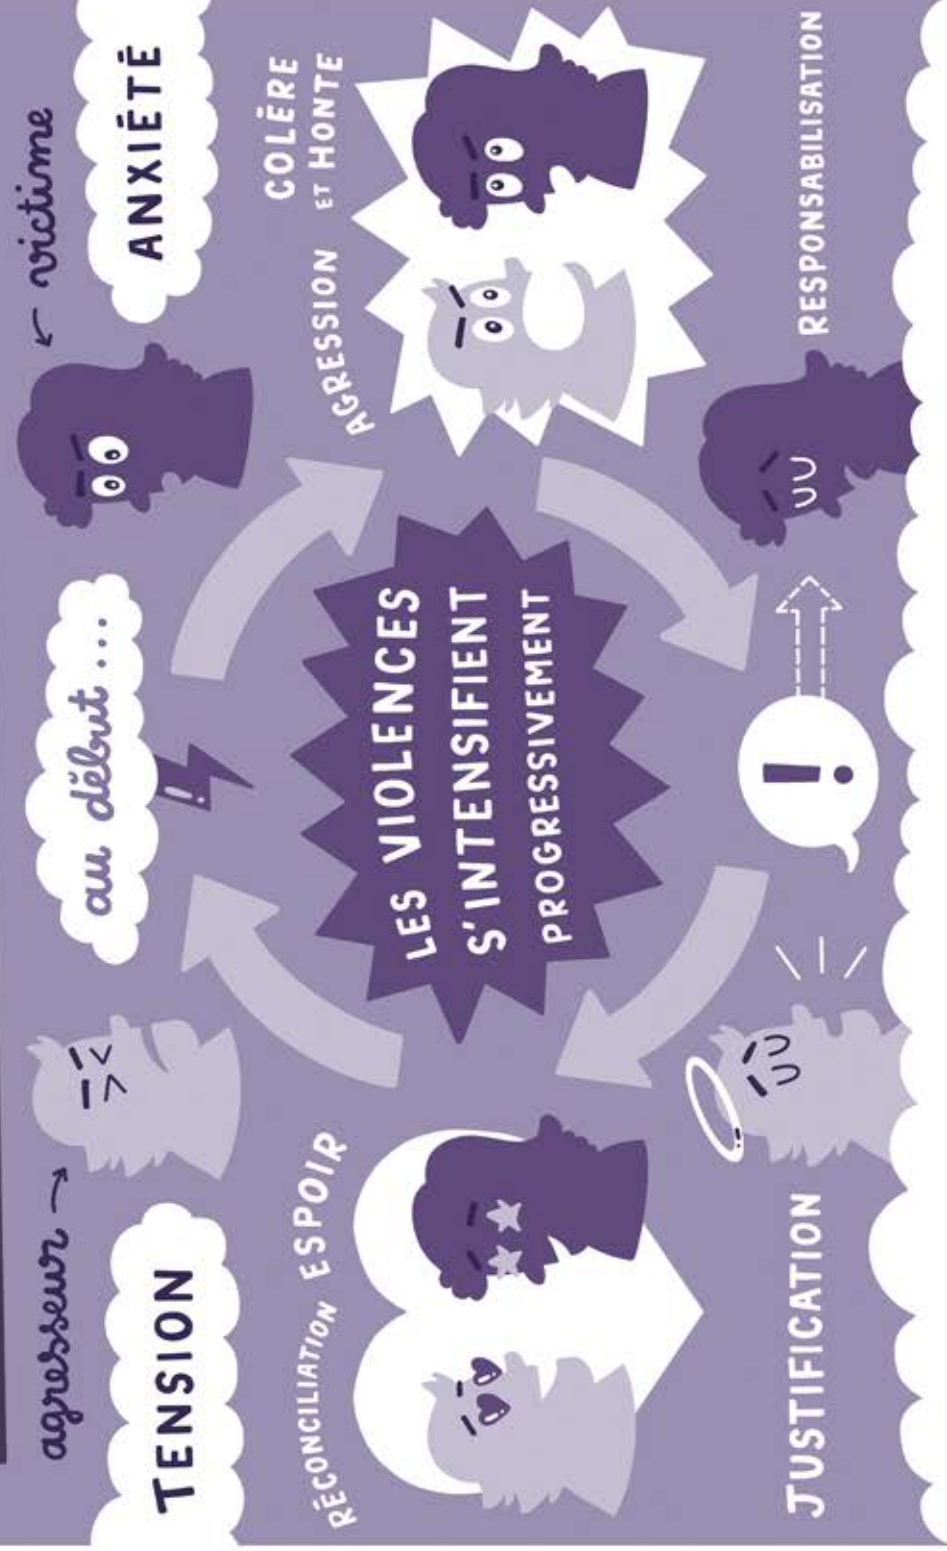 agresseur
victime
au début...
TENSION
ANXIÉTÉ
RÉCONCILIATION ESPOIR
AGRESSION
COLÈRE
ET HONTE
LES VIOLENCES
S'INTENSIFIENT
PROGRESSIVEMENT
!
JUSTIFICATION
RESPONSABILISATION